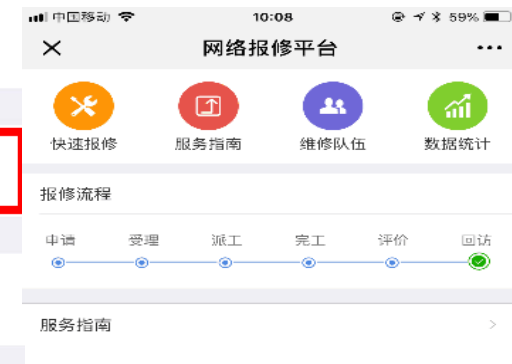 中国移动 10:08 59%
网络报修平台
快速报修 服务指南 维修队伍 数据统计
报修流程
申请 受理 派工 完工 评价 回访
服务指南